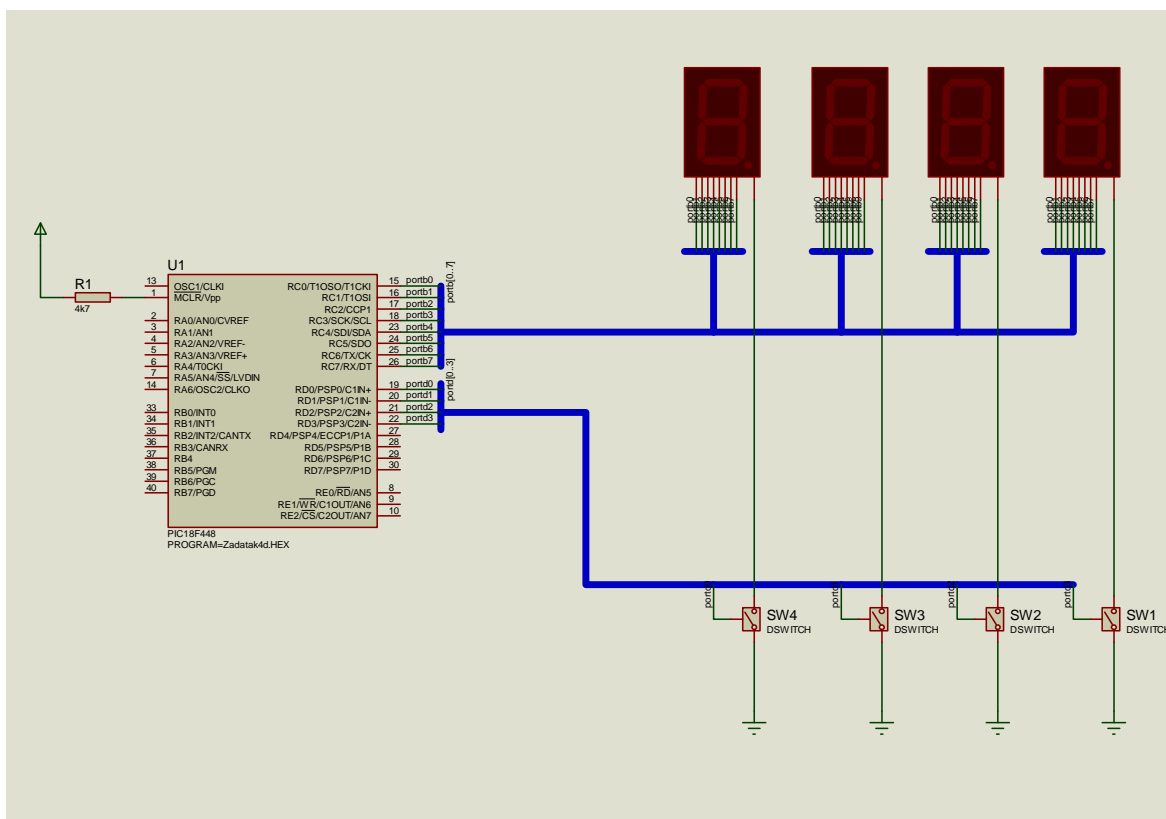 U1
R1
4k7
13 OSC1/CLKI
1 MCLR/Vpp
2 RA0/AN0/CVREF
3 RA1/AN1
4 RA2/AN2/VREF-
5 RA3/AN3/VREF+
6 RA4/T0CKI
7 RA5/AN4/SS/LVDIN
14 RA6/OSC2/CLKO
33 RB0/INT0
34 RB1/INT1
35 RB2/INT2/CANTX
36 RB3/CANRX
37 RB4
38 RB5/PGM
39 RB6/PGC
40 RB7/PGD
RC0/T1OSO/T1CKI 15 portb0
RC1/T1OSI 16 portb1
RC2/CCP1 17 portb2
RC3/SCK/SCL 18 portb3
RC4/SDI/SDA 23 portb4
RC5/SDO 24 portb5
RC6/TX/CK 25 portb6
RC7/RX/DT 26 portb7
RD0/PSP0/C1IN+ 19 portd0
RD1/PSP1/C1IN- 20 portd1
RD2/PSP2/C2IN+ 21 portd2
RD3/PSP3/C2IN- 22 portd3
RD4/PSP4/ECCP1/P1A 27
RD5/PSP5/P1B 28
RD6/PSP6/P1C 29
RD7/PSP7/P1D 30
RE0/RD/AN5 8
RE1/WR/C1OUT/AN6 9
RE2/CS/C2OUT/AN7 10
PIC18F448
PROGRAM=Zadatak4d.HEX
portb[0..7]
portd[0..3]
SW4
DSWITCH
SW3
DSWITCH
SW2
DSWITCH
SW1
DSWITCH